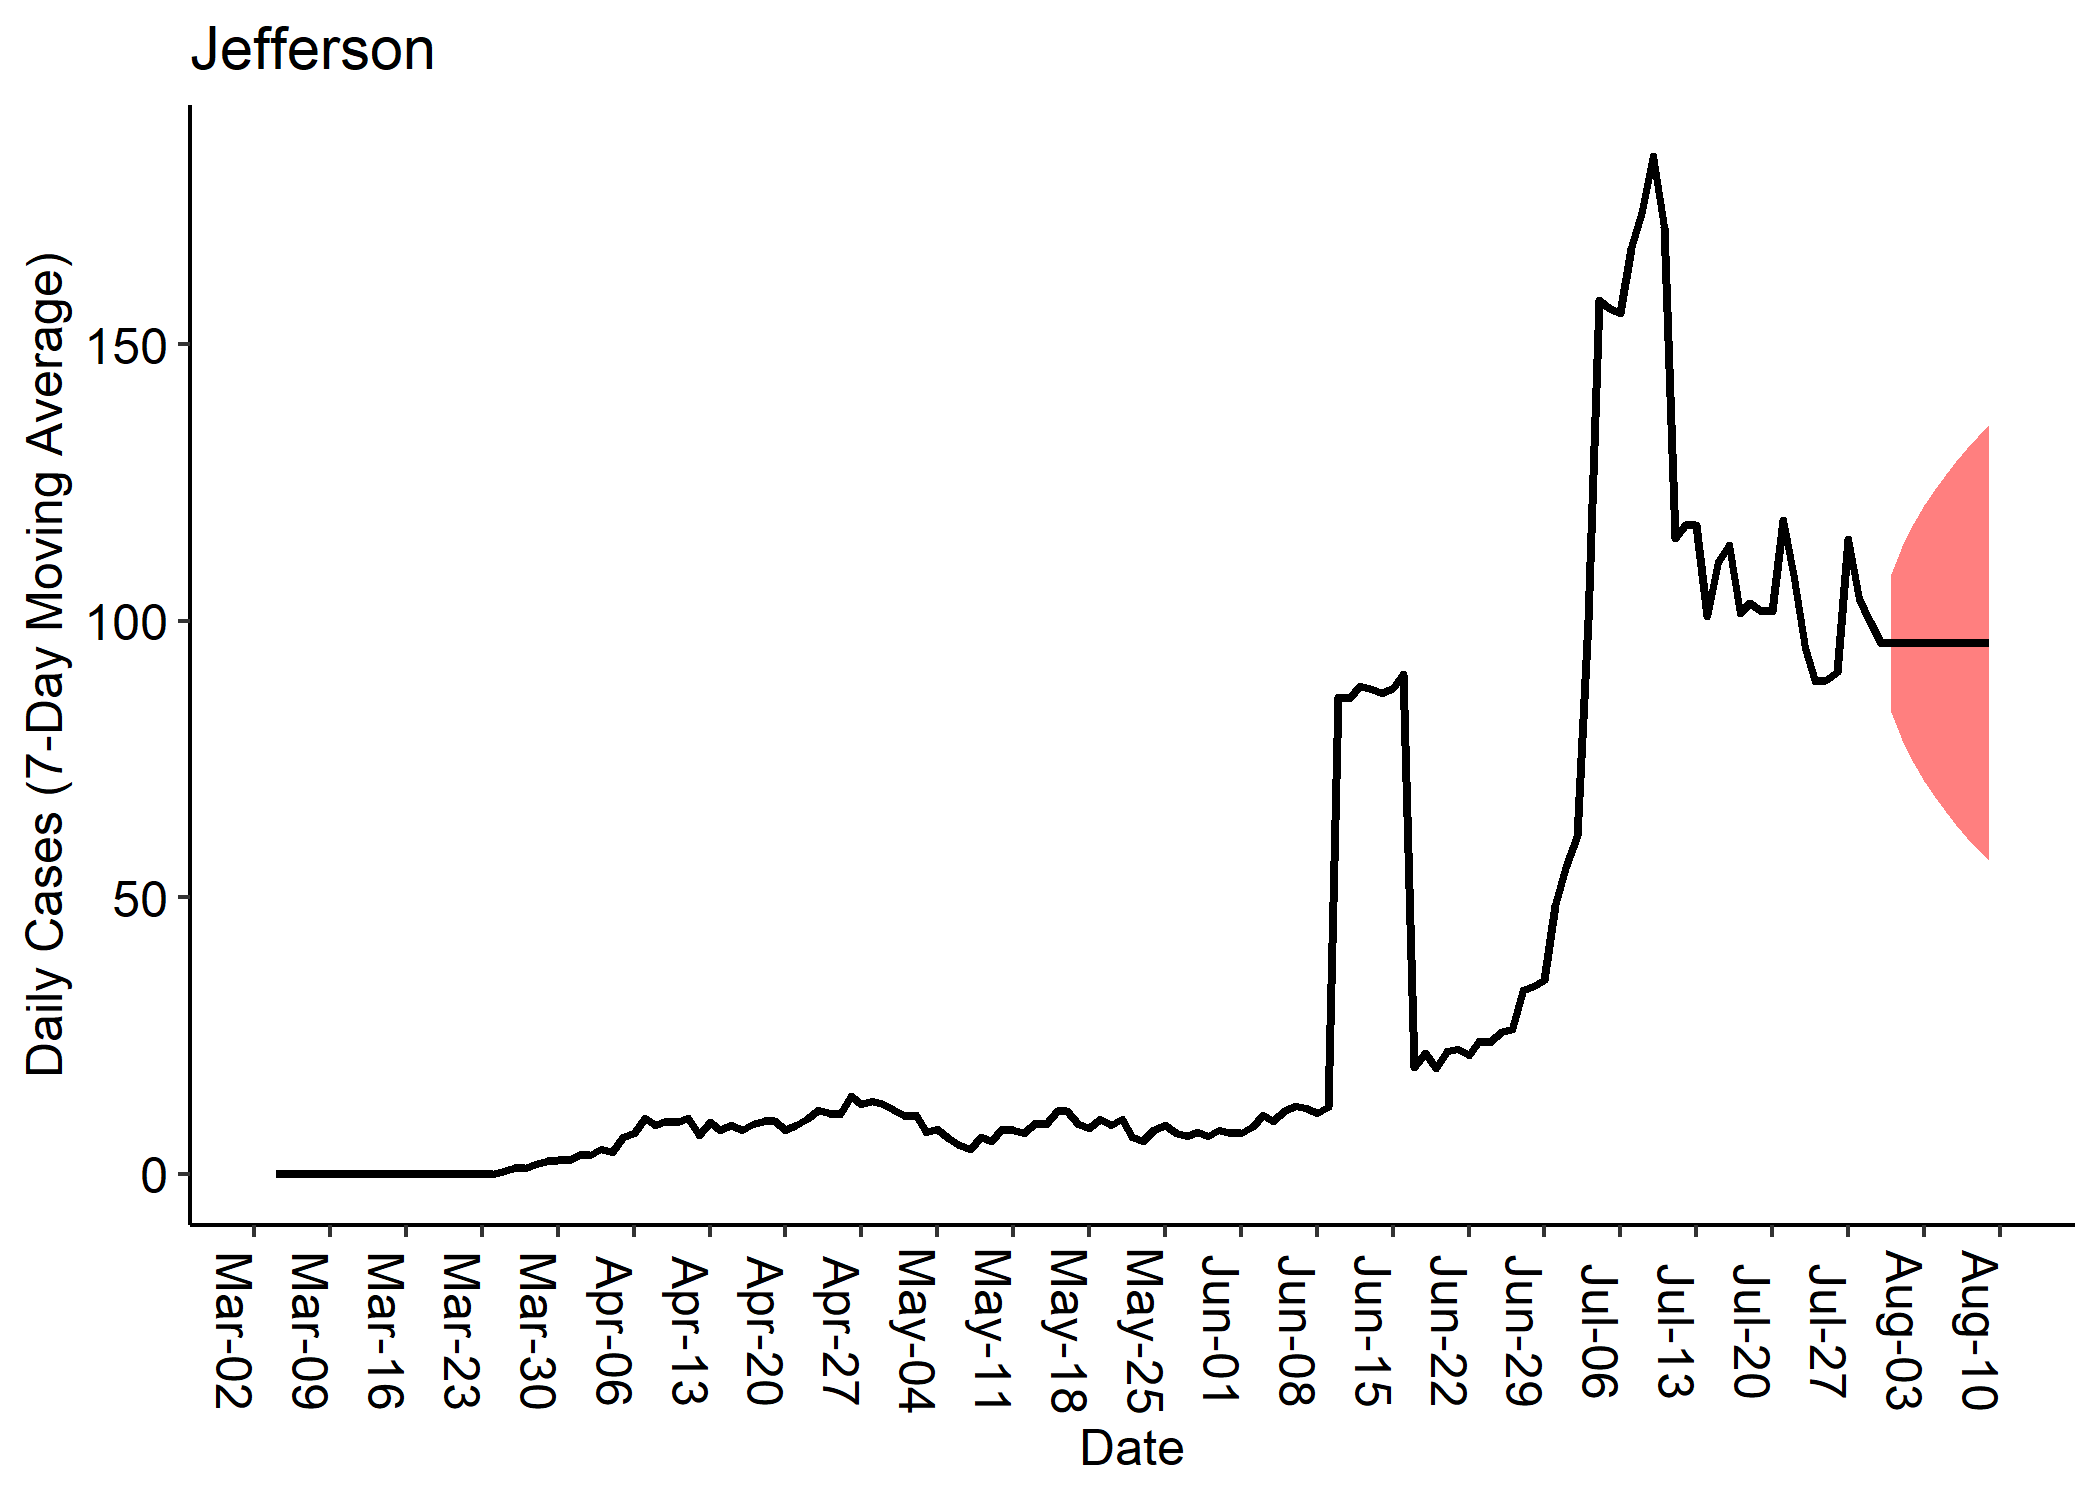 Jefferson
Daily Cases (7-Day Moving Average)
150
100
50
0
Mar-02
Mar-09
Mar-16
Mar-23
Mar-30
Apr-06
Apr-13
Apr-20
Apr-27
May-04
May-11
May-18
May-25
Jun-01
Jun-08
Jun-15
Jun-22
Jun-29
Jul-06
Jul-13
Jul-20
Jul-27
Aug-03
Aug-10
Date